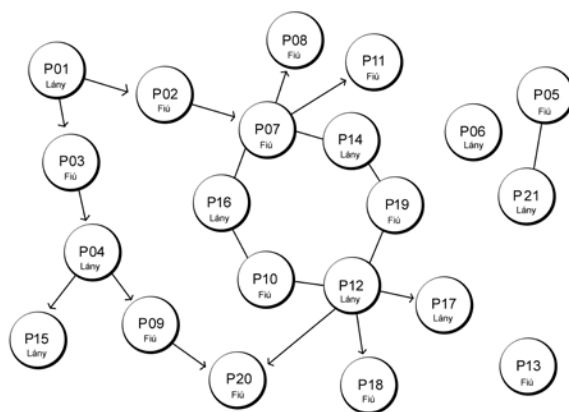 P08
Fiú
P11
Fiú
P01
Lány
P02
Fiú
P05
Fiú
P07
Fiú
P14
Lány
P06
Lány
P03
Fiú
P16
Lány
P19
Fiú
P21
Lány
P04
Lány
P10
Fiú
P12
Lány
P17
Lány
P09
Fiú
P15
Lány
P20
Fiú
P18
Fiú
P13
Fiú